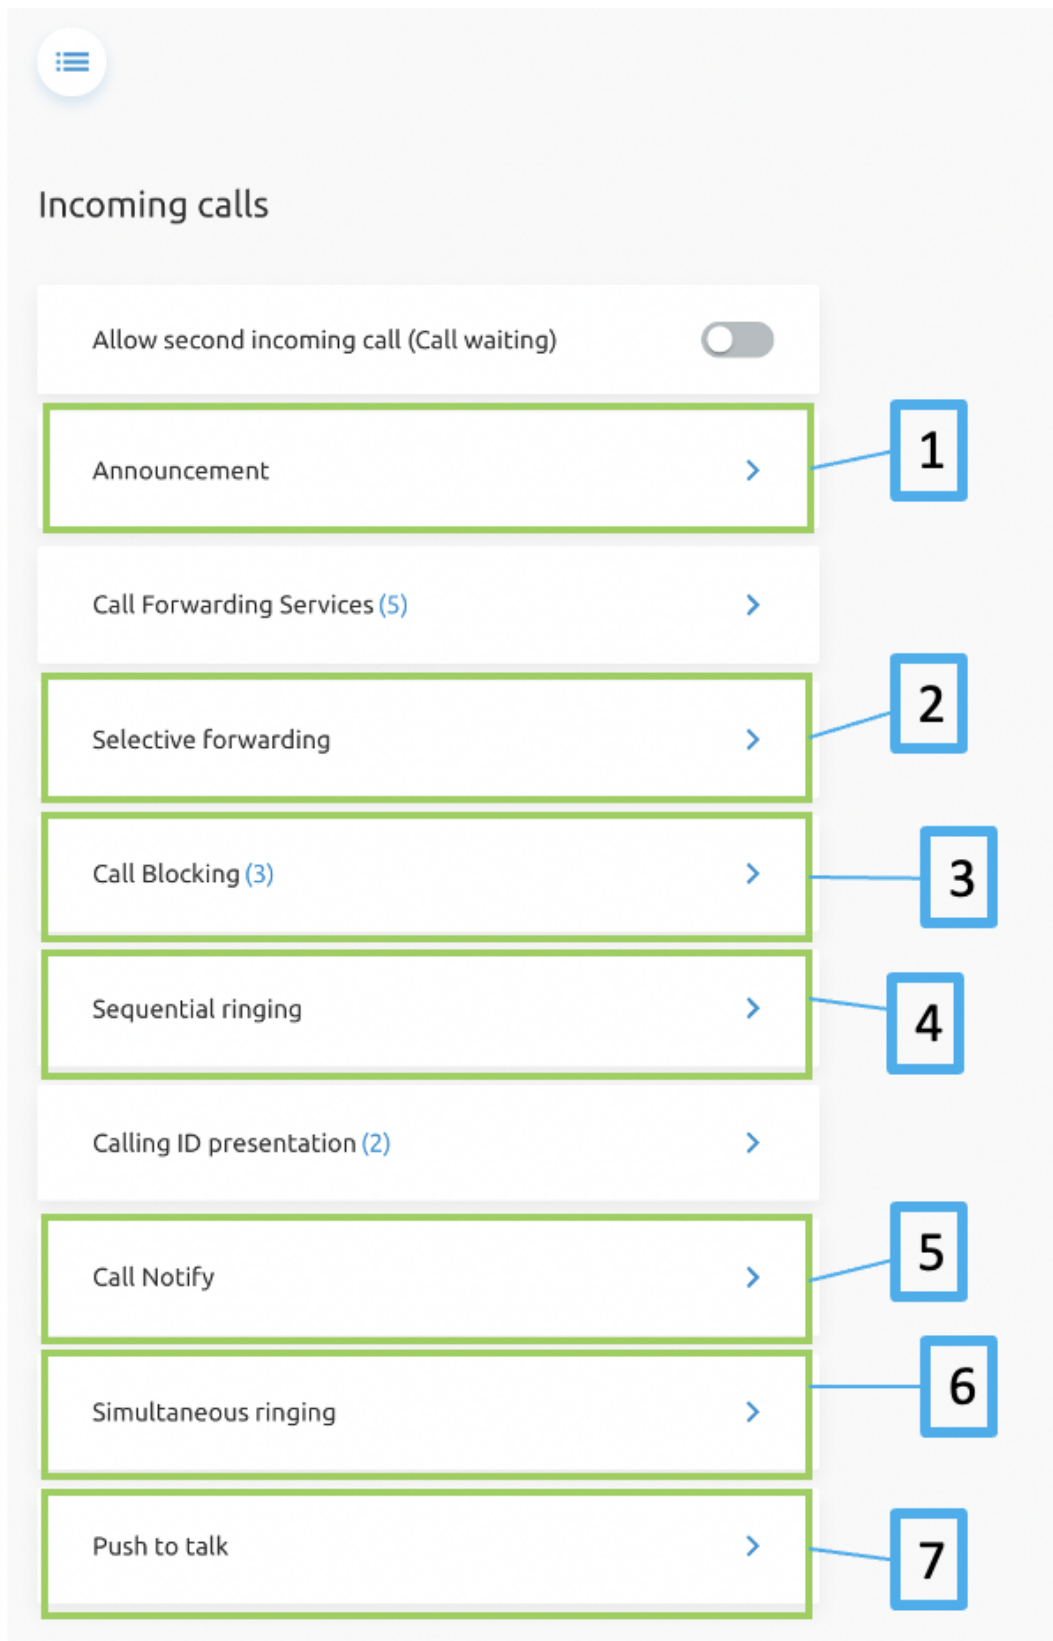 Incoming calls
Allow second incoming call (Call waiting)
Announcement
1
Call Forwarding Services (5)
Selective forwarding
2
Call Blocking (3)
3
Sequential ringing
4
Calling ID presentation (2)
Call Notify
5
Simultaneous ringing
6
Push to talk
7